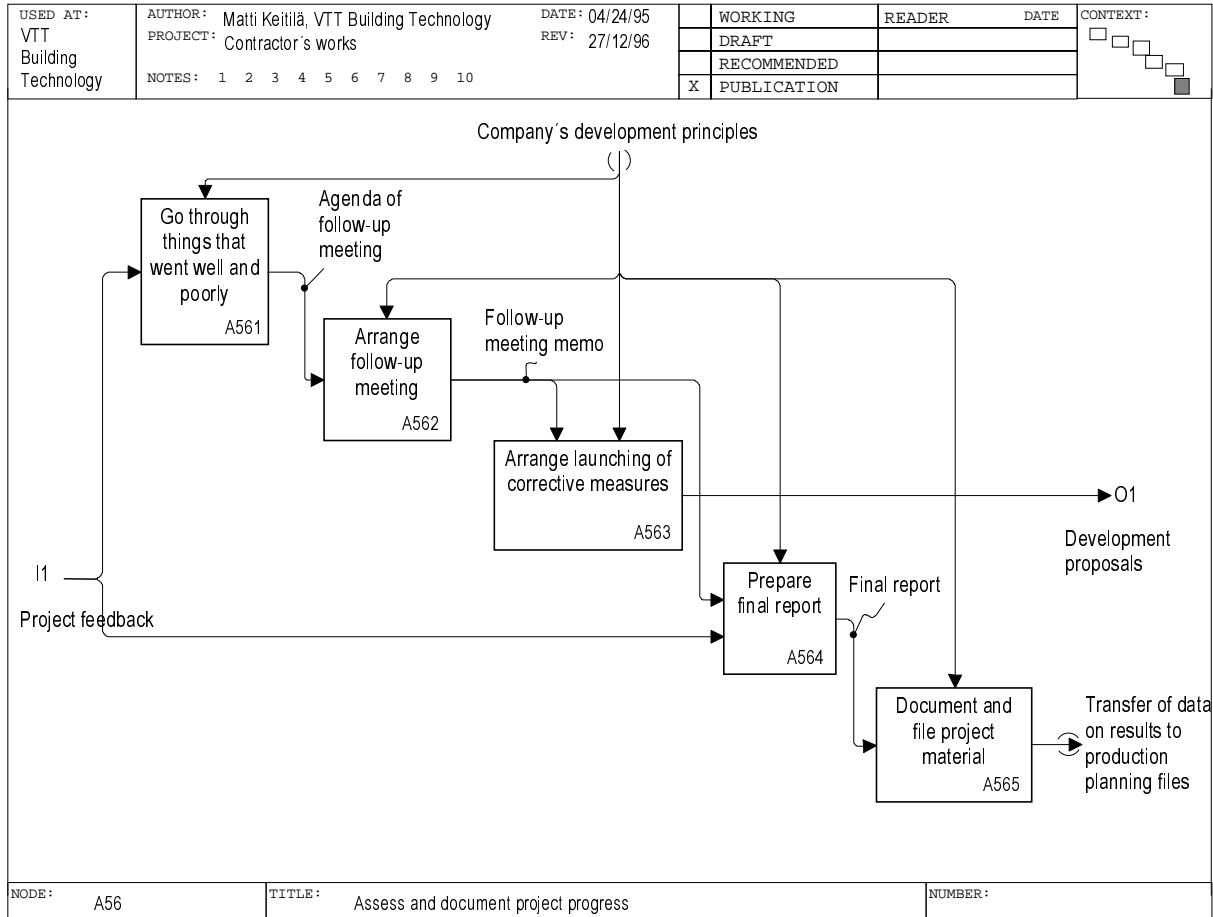 USED AT:
VTT
Building
Technology
AUTHOR: Matti Keitilä, VTT Building Technology
PROJECT: Contractor´s works
NOTES: 1 2 3 4 5 6 7 8 9 10
DATE: 04/24/95
REV: 27/12/96
WORKING
DRAFT
RECOMMENDED
X PUBLICATION
READER DATE
CONTEXT:
Company´s development principles
Go through
things that
went well and
poorly
A561
Agenda of
follow-up
meeting
Arrange
follow-up
meeting
A562
Follow-up
meeting memo
Arrange launching of
corrective measures
A563
O1
Development
proposals
I1
Project feedback
Prepare
final report
A564
Final report
Document and
file project
material
A565
Transfer of data
on results to
production
planning files
NODE: A56
TITLE: Assess and document project progress
NUMBER: